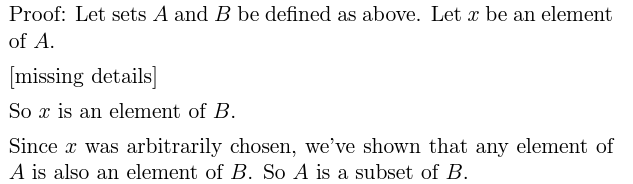 Proof: Let sets A and B be defined as above. Let x be an element
of A.
[missing details]
So x is an element of B.
Since x was arbitrarily chosen, we've shown that any element of
A is also an element of B. So A is a subset of B.